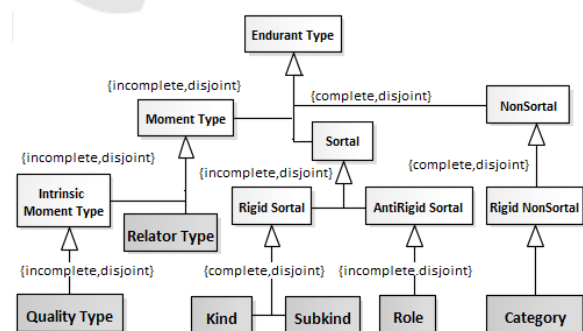 Endurant Type
{incomplete,disjoint}
{complete,disjoint}
Moment Type
NonSortal
Sortal
{incomplete,disjoint}
{incomplete,disjoint}
{complete,disjoint}
Intrinsic
Moment Type
Relator Type
Rigid Sortal
AntiRigid Sortal
Rigid NonSortal
{incomplete,disjoint}
{complete,disjoint}
{incomplete.disjoint}
Quality Type
Kind
Subkind
Role
Category